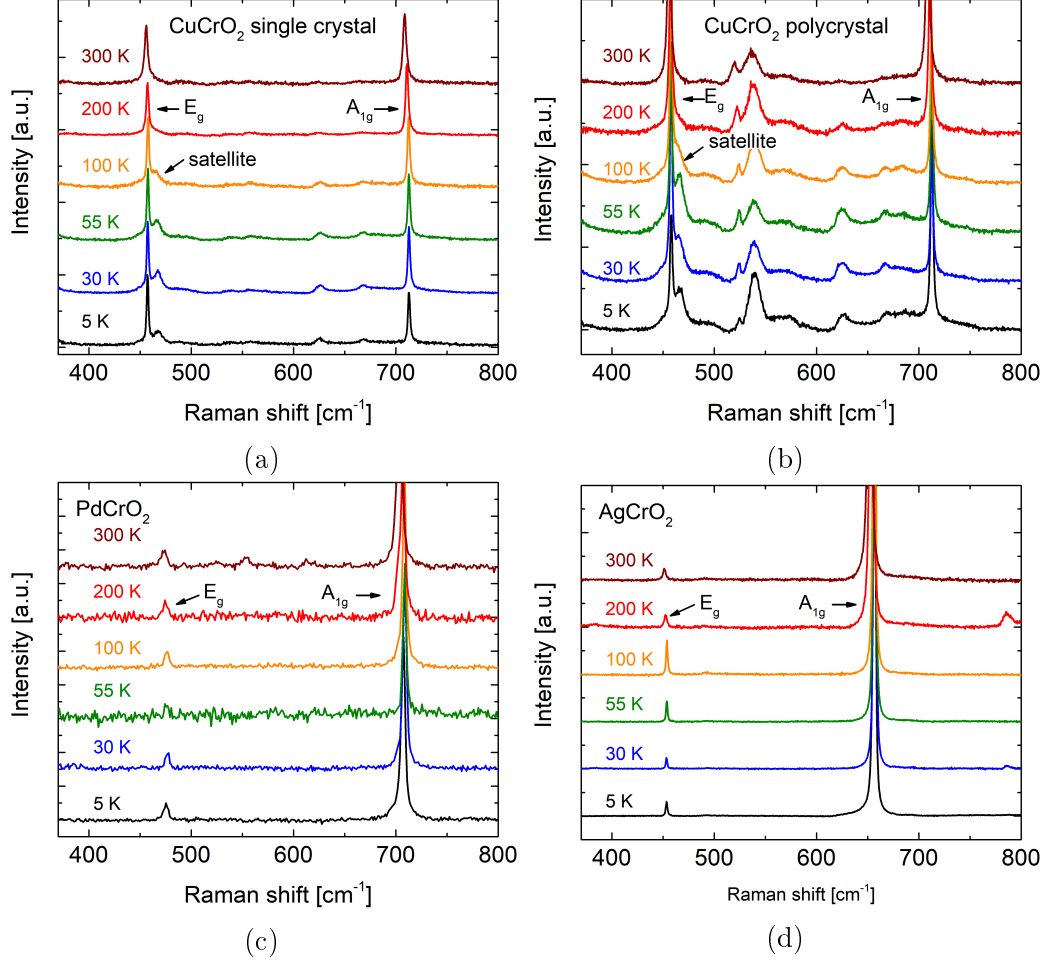 CuCrO2 single crystal
300 K
200 K
Eg
A1g
100 K
satellite
55 K
30 K
5 K
400 500 600 700 800
Raman shift [cm-1]
Intensity [a.u.]
(a)
CuCrO2 polycrystal
300 K
200 K
Eg
A1g
satellite
100 K
55 K
30 K
5 K
400 500 600 700 800
Raman shift [cm-1]
Intensity [a.u.]
(b)
PdCrO2
300 K
200 K
Eg
A1g
100 K
55 K
30 K
5 K
400 500 600 700 800
Raman shift [cm-1]
Intensity [a.u.]
(c)
AgCrO2
300 K
200 K
Eg
A1g
100 K
55 K
30 K
5 K
400 500 600 700 800
Raman shift [cm-1]
Intensity [a.u.]
(d)